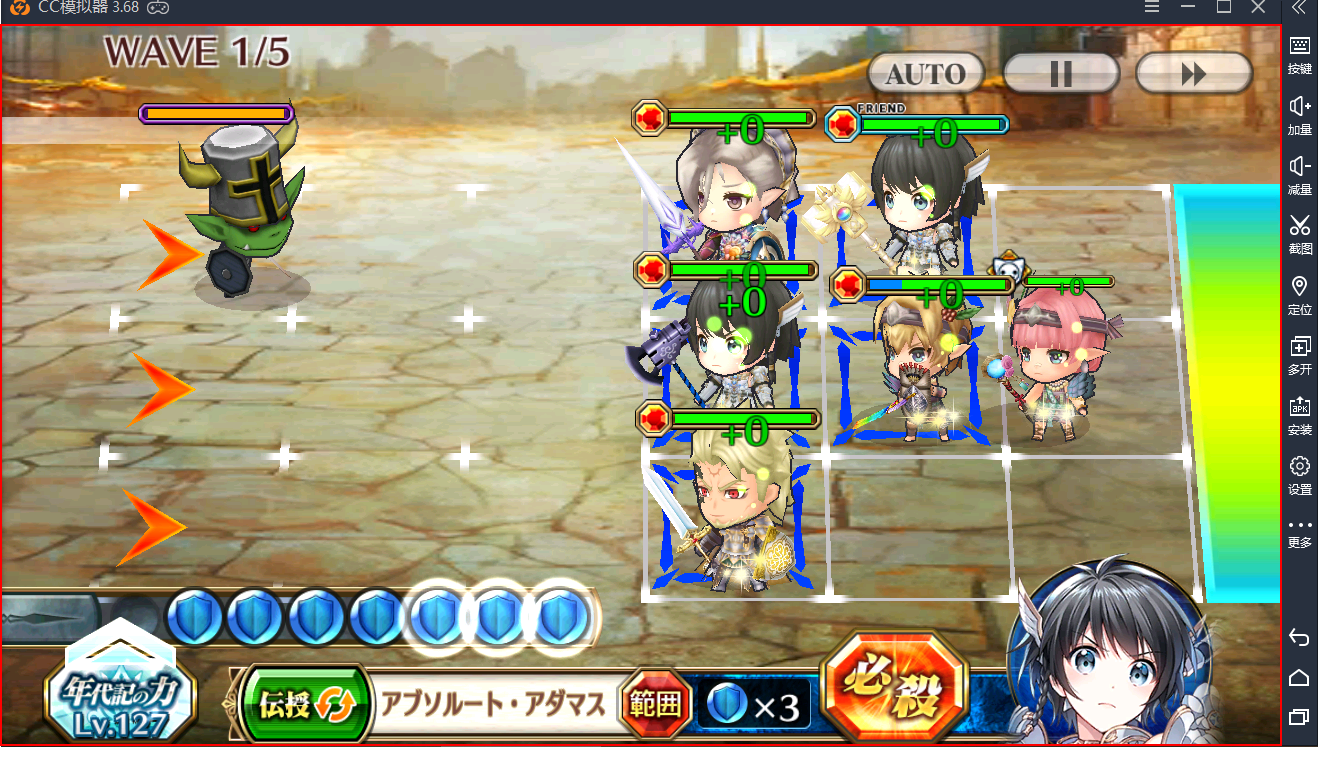 CC模拟器 3.68
WAVE 1/5
AUTO
FRIEND
+0
+0
+0
+0
+0
+0
+0
按键
加量
减量
截图
定位
多开
APK
安装
设置
更多
年代記の力
Lv.127
伝授
アブソルート・アダマス
範囲
×3
必殺